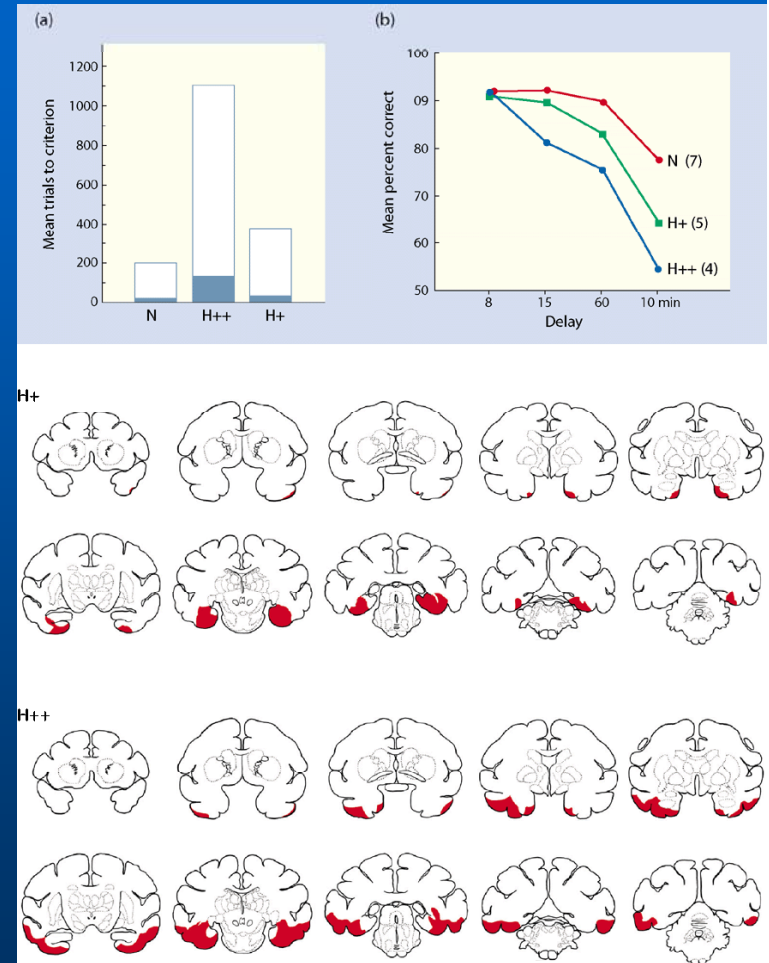 (a)
Mean trials to criterion
1200
1000
800
600
400
200
0
N H++ H+
(b)
Mean percent correct
100
09
80
70
60
50
N (7)
H+ (5)
H++ (4)
8 15 60 10 min
Delay
H+
H++